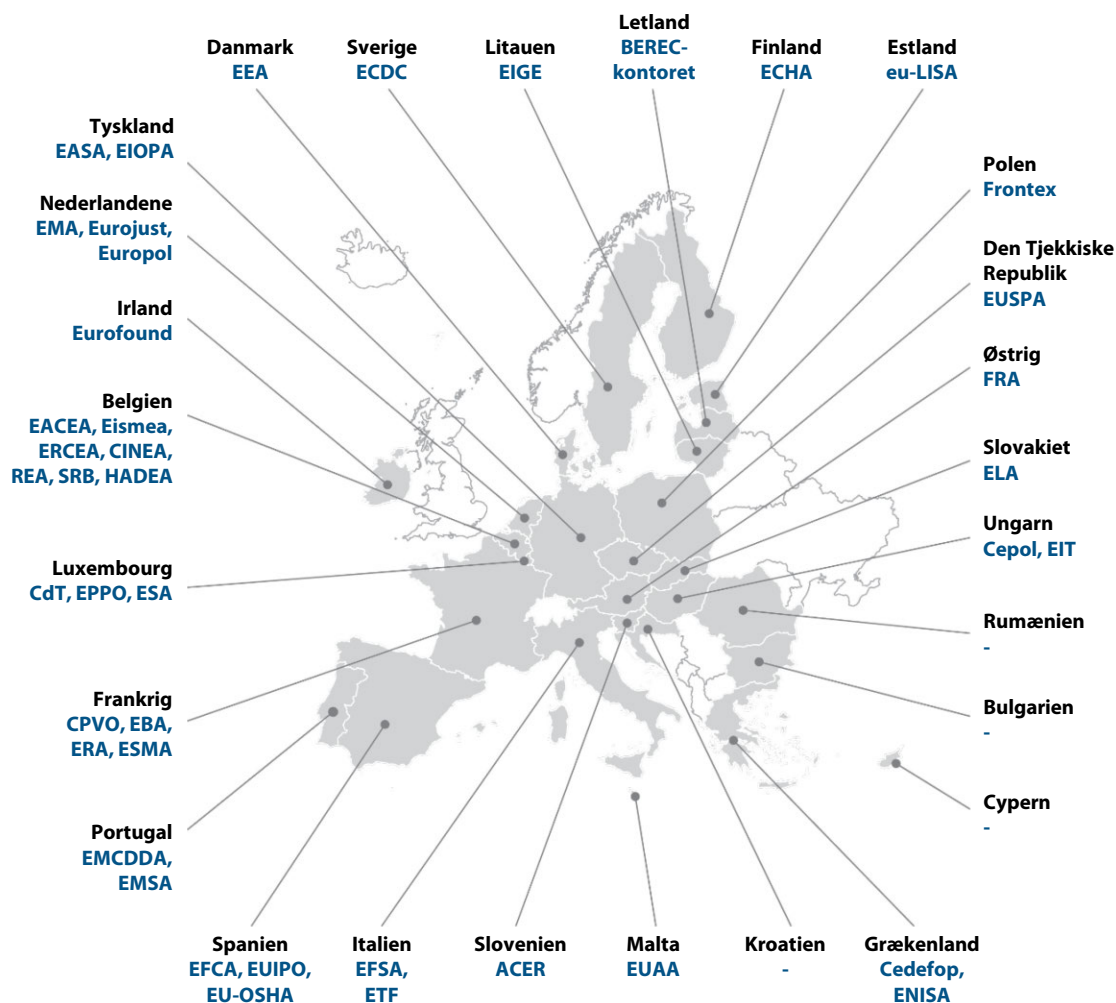 Danmark
EEA
Sverige
ECDC
Litauen
EIGE
Letland
BEREC-
kontoret
Finland
ECHA
Estland
eu-LISA
Tyskland
EASA, EIOPA
Nederlandene
EMA, Eurojust,
Europol
Irland
Eurofound
Belgien
EACEA, Eismea,
ERCEA, CINEA,
REA, SRB, HADEA
Luxembourg
CdT, EPPO, ESA
Frankrig
CPVO, EBA,
ERA, ESMA
Portugal
EMCDDA,
EMSA
Polen
Frontex
Den Tjekkiske
Republik
EUSPA
Østrig
FRA
Slovakiet
ELA
Ungarn
Cepol, EIT
Rumænien
-
Bulgarien
-
Cypern
-
Spanien
EFCA, EUIPO,
EU-OSHA
Italien
EFSA,
ETF
Slovenien
ACER
Malta
EUAA
Kroatien
-
Grækenland
Cedefop,
ENISA